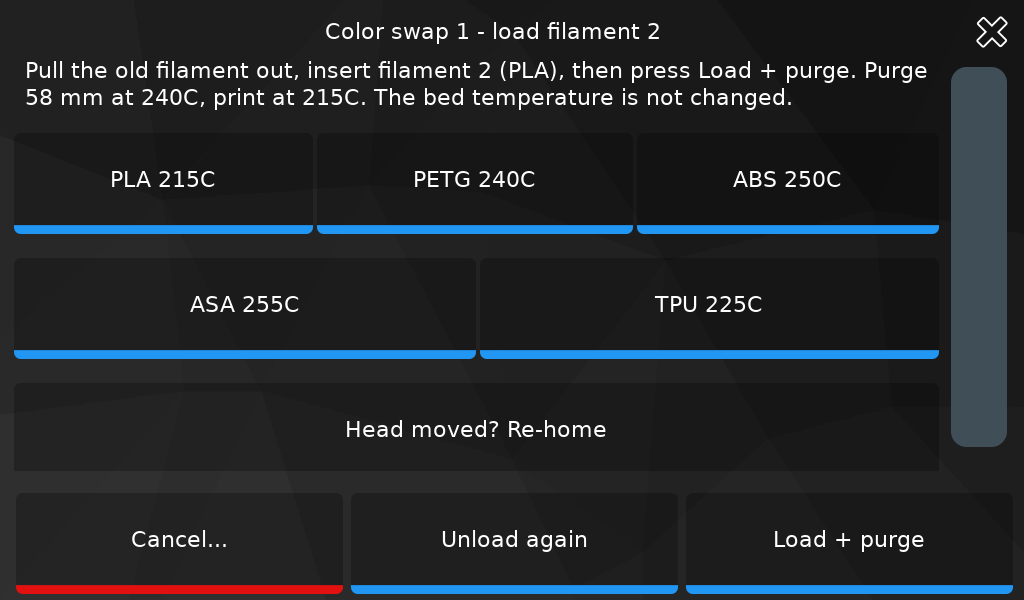 Color swap 1 - load filament 2
Pull the old filament out, insert filament 2 (PLA), then press Load + purge. Purge
58 mm at 240C, print at 215C. The bed temperature is not changed.
PLA 215C
PETG 240C
ABS 250C
ASA 255C
TPU 225C
Head moved? Re-home
Cancel...
Unload again
Load + purge